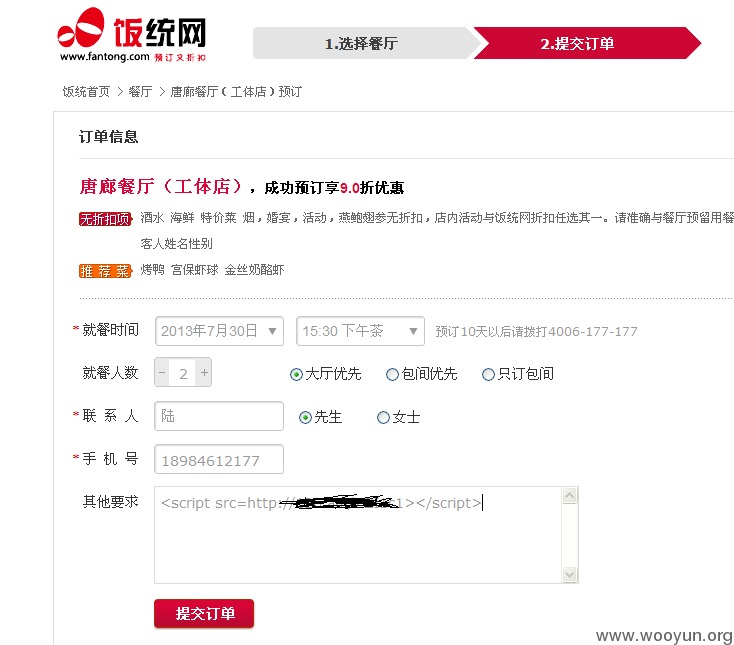 饭统网
www.fantong.com 预订又折扣
1.选择餐厅
2.提交订单
饭统首页 > 餐厅 > 唐廊餐厅(工体店)预订
订单信息
唐廊餐厅（工体店），成功预订享9.0折优惠
无折扣项 酒水 海鲜 特价菜 烟，婚宴，活动，燕鲍翅参无折扣，店内活动与饭统网折扣任选其一。请准确与餐厅预留用餐
客人姓名性别
推荐菜 烤鸭 宫保虾球 金丝奶酪虾
*就餐时间 2013年7月30日 ▼ 15:30 下午茶 ▼ 预订10天以后请拨打4006-177-177
就餐人数 - 2 + 大厅优先 包间优先 只订包间
*联 系 人 陆 先生 女士
*手 机 号 18984612177
其他要求 <script src=http:// 1></script>
提交订单
www.wooyun.org